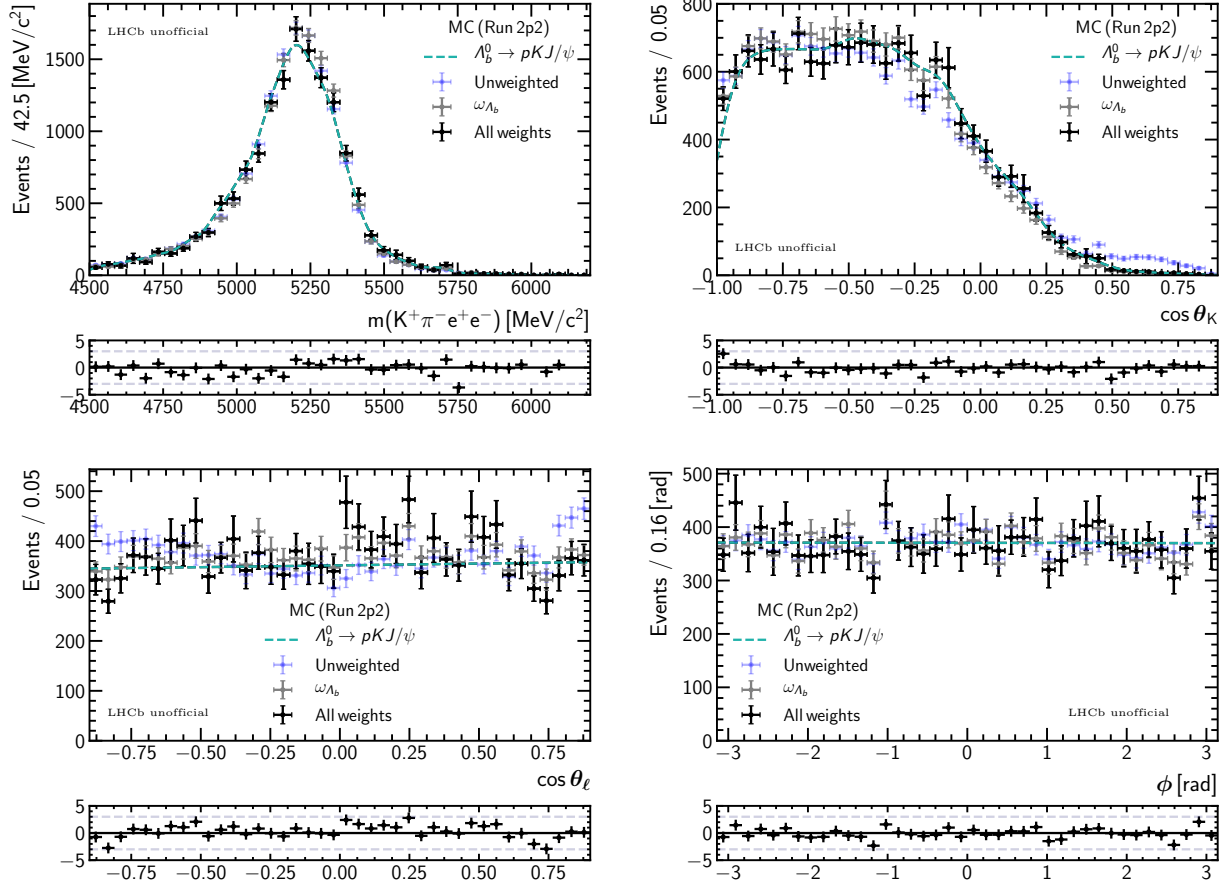 LHCb unofficial
MC (Run 2p2)
Λ⁰_b → pKJ/ψ
Unweighted
ω_Λb
All weights
Events / 42.5 [MeV/c²]
1500
1000
500
0
4500 4750 5000 5250 5500 5750 6000
m(K⁺π⁻e⁺e⁻) [MeV/c²]
5
0
−5
4500 4750 5000 5250 5500 5750 6000
MC (Run 2p2)
Λ⁰_b → pKJ/ψ
Unweighted
ω_Λb
All weights
LHCb unofficial
Events / 0.05
800
600
400
200
0
−1.00 −0.75 −0.50 −0.25 0.00 0.25 0.50 0.75
cos θ_K
5
0
−5
−1.00 −0.75 −0.50 −0.25 0.00 0.25 0.50 0.75
Events / 0.05
500
400
300
200
100
0
MC (Run 2p2)
Λ⁰_b → pKJ/ψ
Unweighted
ω_Λb
All weights
LHCb unofficial
−0.75 −0.50 −0.25 0.00 0.25 0.50 0.75
cos θ_ℓ
5
0
−5
−0.75 −0.50 −0.25 0.00 0.25 0.50 0.75
Events / 0.16 [rad]
500
400
300
200
100
0
MC (Run 2p2)
Λ⁰_b → pKJ/ψ
Unweighted
ω_Λb
All weights
LHCb unofficial
−3 −2 −1 0 1 2 3
ϕ [rad]
5
0
−5
−3 −2 −1 0 1 2 3